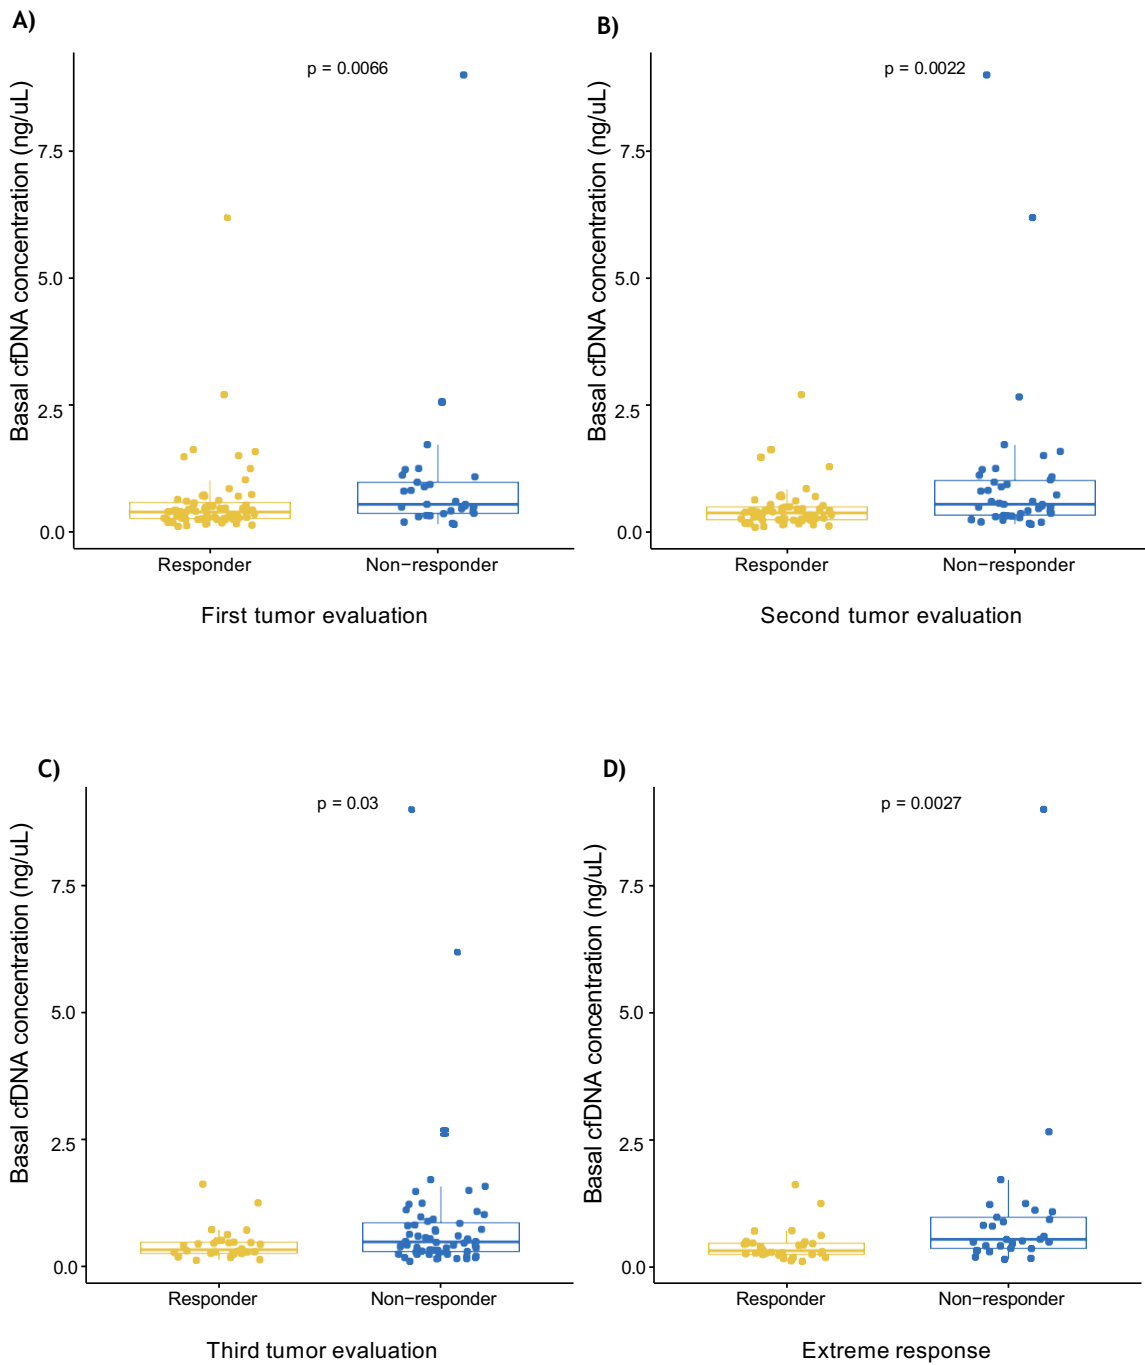 A)
p = 0.0066
Basal cfDNA concentration (ng/uL)
7.5
5.0
2.5
0.0
Responder
Non−responder
First tumor evaluation
B)
p = 0.0022
Basal cfDNA concentration (ng/uL)
7.5
5.0
2.5
0.0
Responder
Non−responder
Second tumor evaluation
C)
p = 0.03
Basal cfDNA concentration (ng/uL)
7.5
5.0
2.5
0.0
Responder
Non−responder
Third tumor evaluation
D)
p = 0.0027
Basal cfDNA concentration (ng/uL)
7.5
5.0
2.5
0.0
Responder
Non−responder
Extreme response